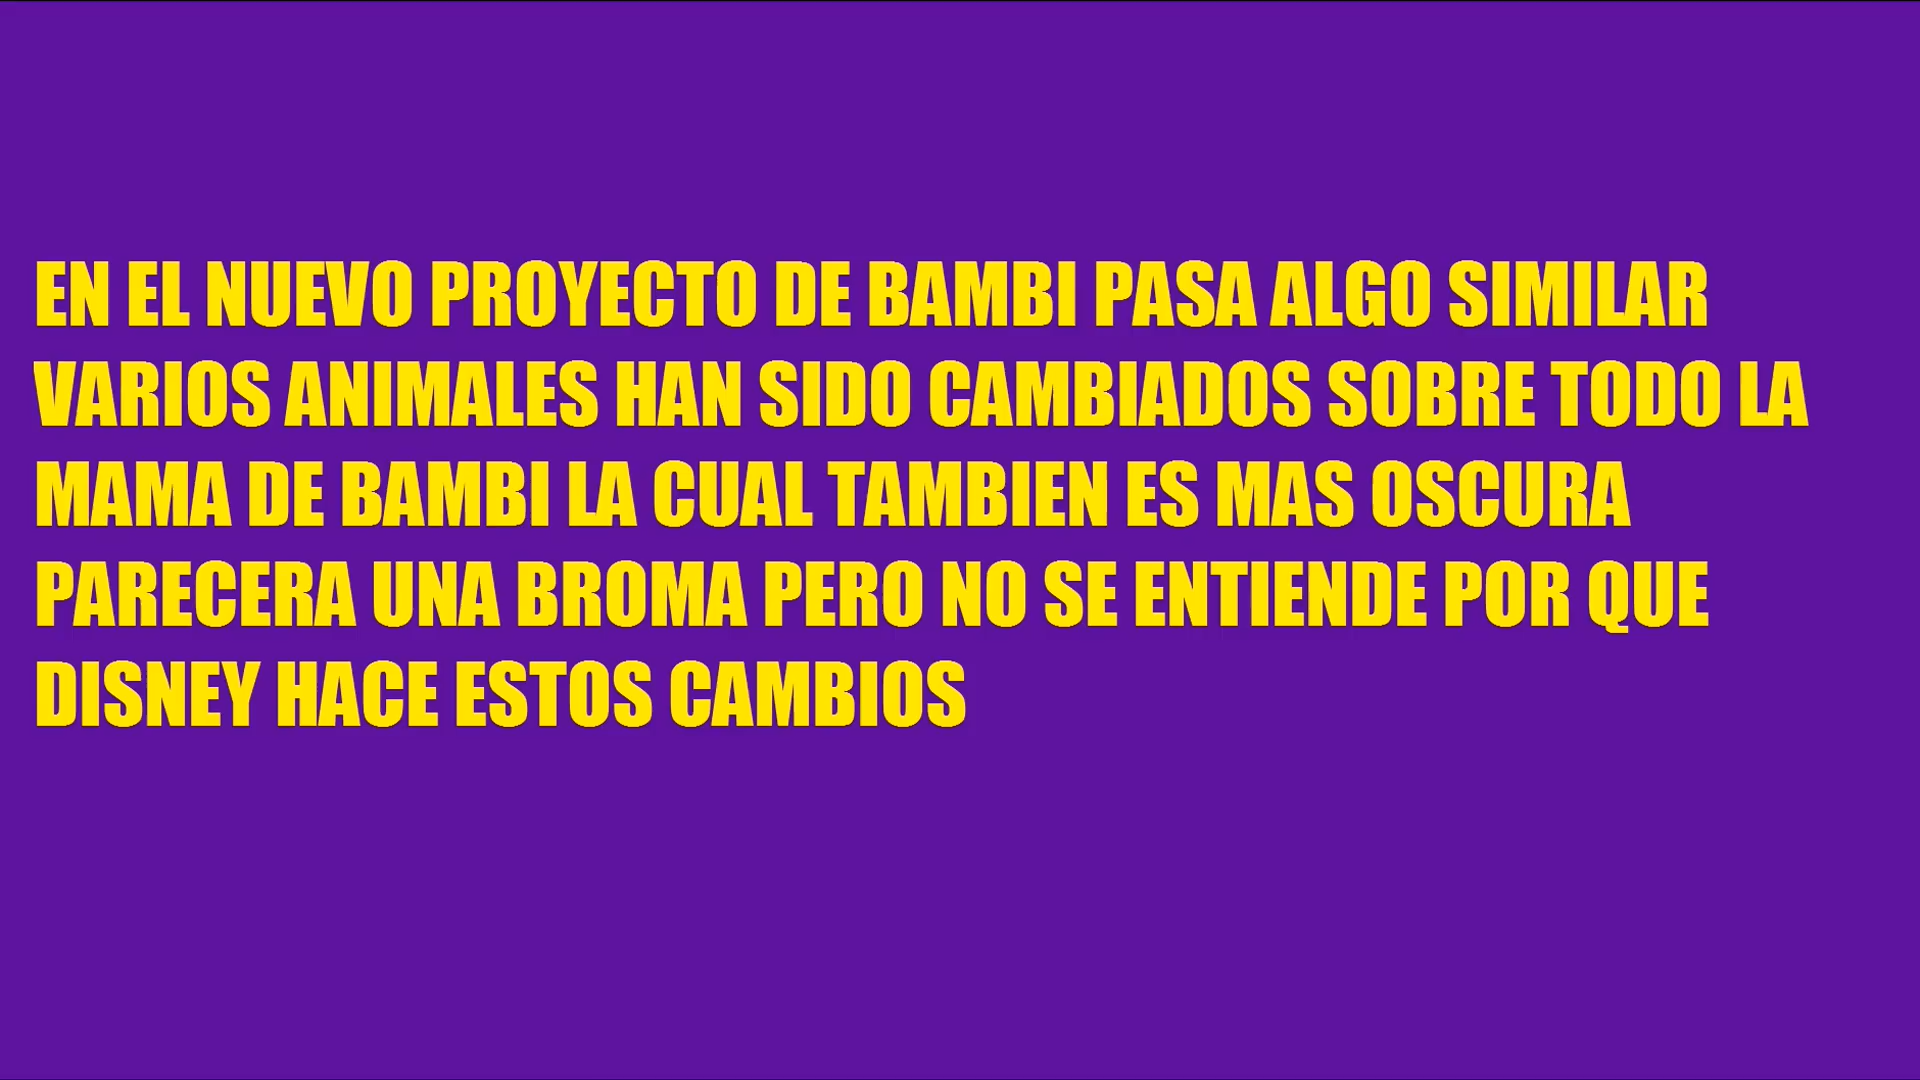 EN EL NUEVO PROYECTO DE BAMBI PASA ALGO SIMILAR
VARIOS ANIMALES HAN SIDO CAMBIADOS SOBRE TODO LA
MAMA DE BAMBI LA CUAL TAMBIEN ES MAS OSCURA
PARECERA UNA BROMA PERO NO SE ENTIENDE POR QUE
DISNEY HACE ESTOS CAMBIOS